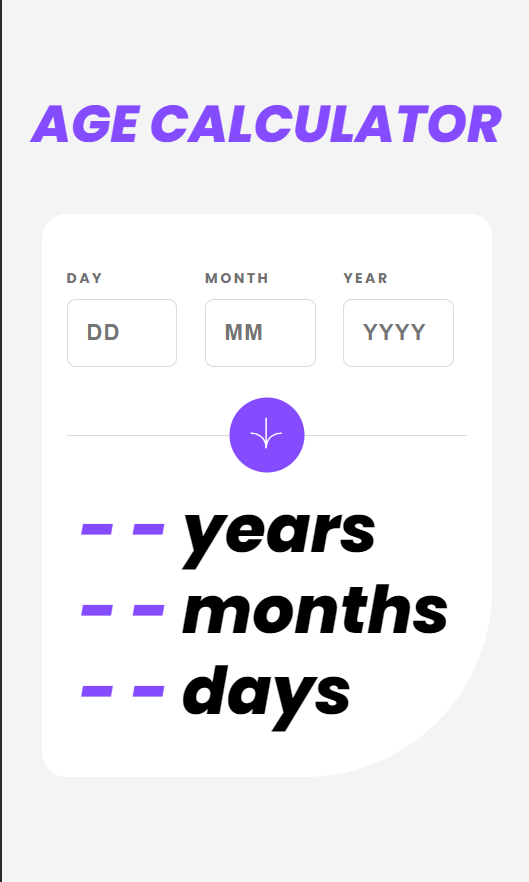 AGE CALCULATOR
DAY MONTH YEAR
DD MM YYYY
- - years
- - months
- - days